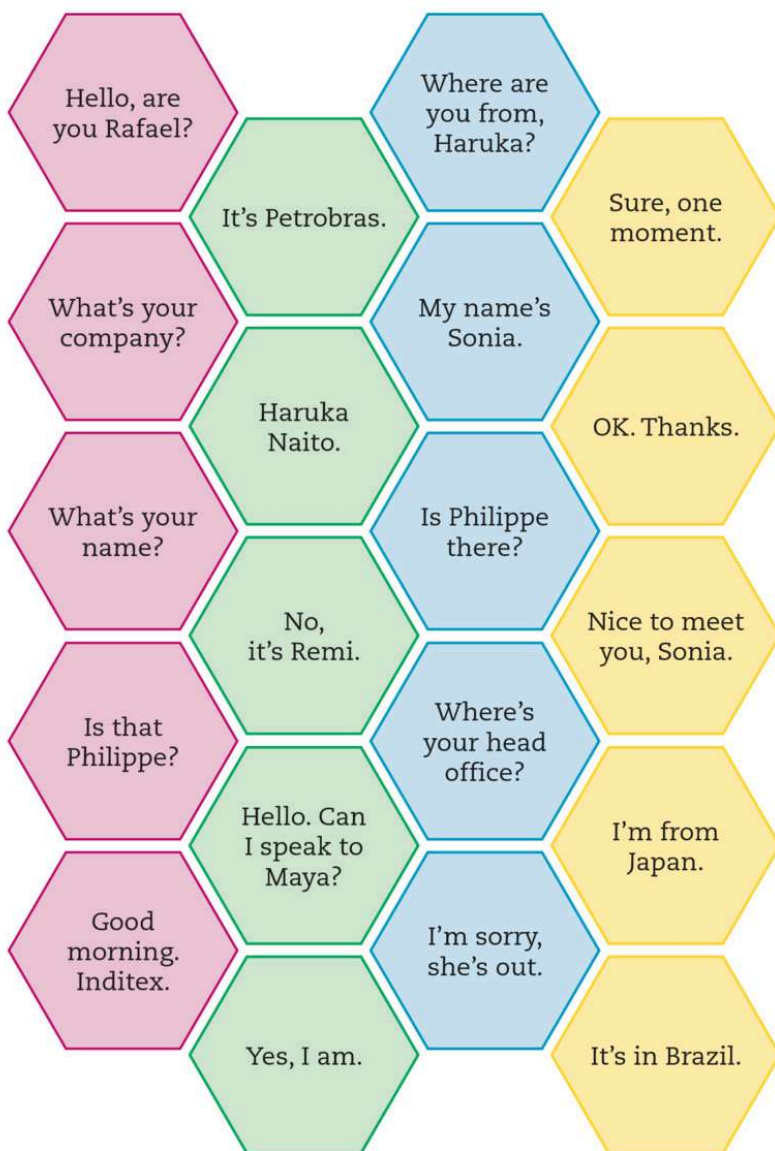 Hello, are
you Rafael?
What's your
company?
What's your
name?
Is that
Philippe?
Good
morning.
Inditex.
It's Petrobras.
Haruka
Naito.
No,
it's Remi.
Hello. Can
I speak to
Maya?
Yes, I am.
Where are
you from,
Haruka?
My name's
Sonia.
Is Philippe
there?
Where's
your head
office?
I'm sorry,
she's out.
Sure, one
moment.
OK. Thanks.
Nice to meet
you, Sonia.
I'm from
Japan.
It's in Brazil.